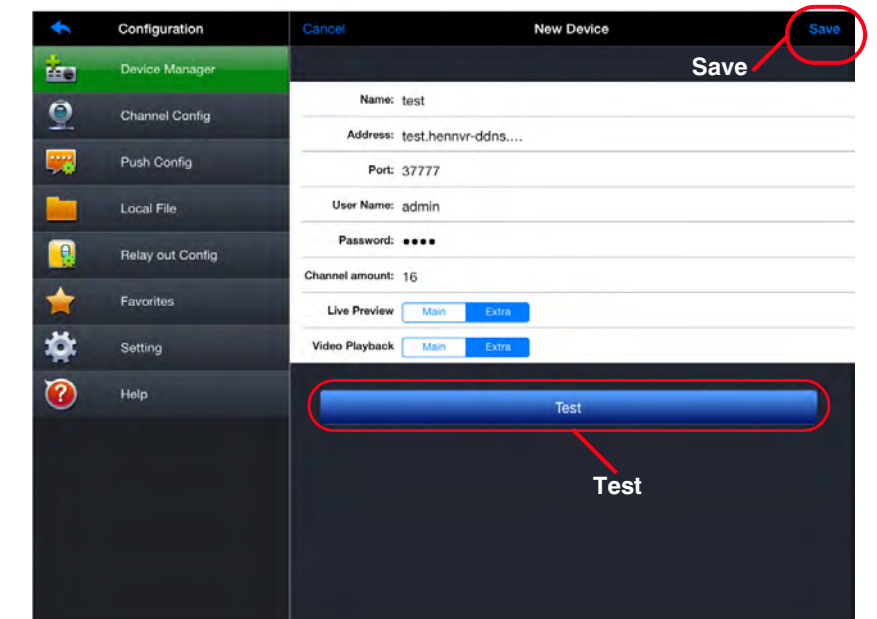 Configuration
Cancel New Device Save
Save
Device Manager
Channel Config
Push Config
Local File
Relay out Config
Favorites
Setting
Help
Name: test
Address: test.hennvr-ddns....
Port: 37777
User Name: admin
Password: ●●●●
Channel amount: 16
Live Preview Main Extra
Video Playback Main Extra
Test
Test